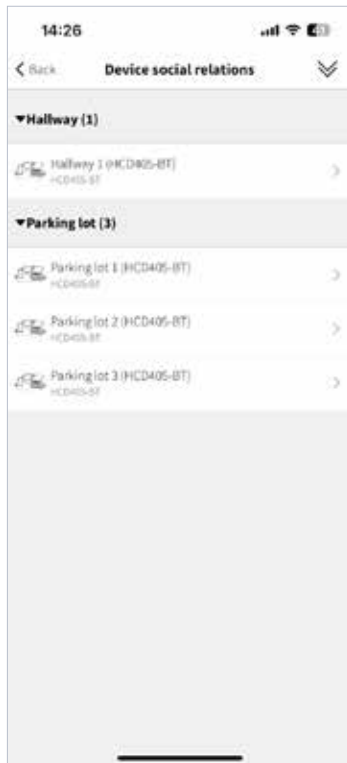 14:26
Back Device social relations
▾Hallway (1)
Hallway 1 (HCD405-BT)
HCD405-BT
▾Parking lot (3)
Parking lot 1 (HCD405-BT)
HCD405-BT
Parking lot 2 (HCD405-BT)
HCD405-BT
Parking lot 3 (HCD405-BT)
HCD405-BT